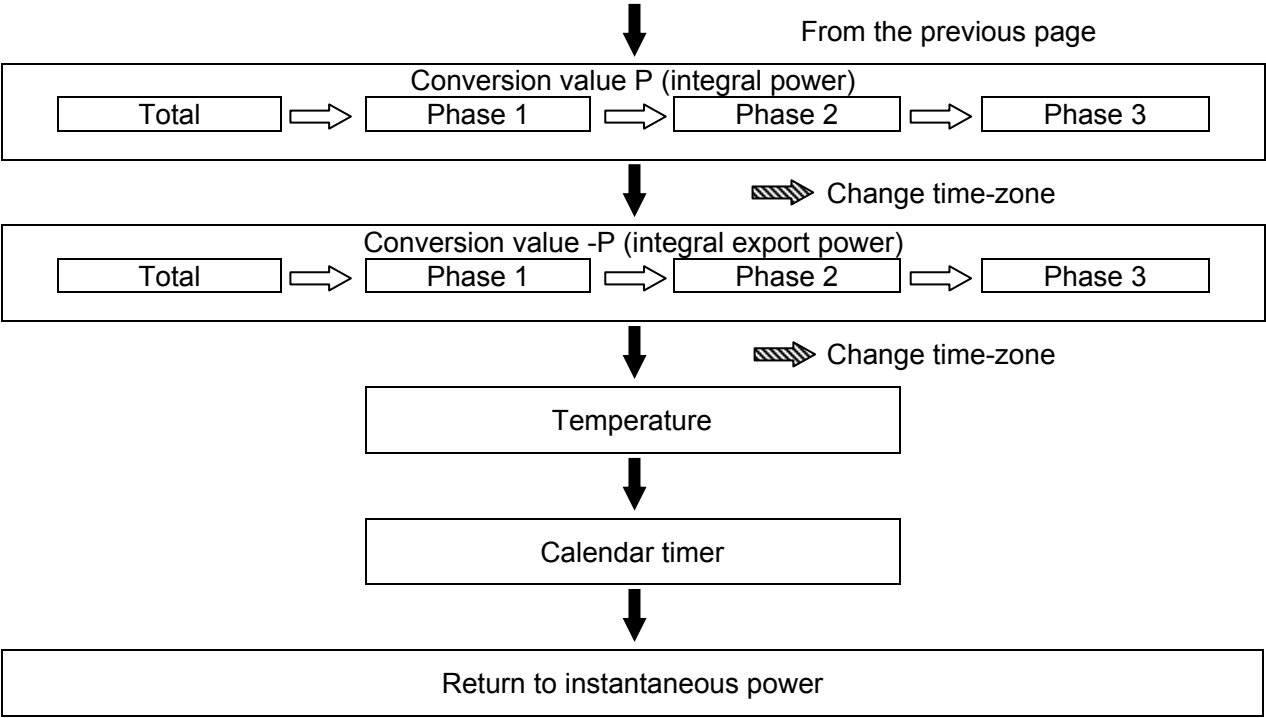 From the previous page
Conversion value P (integral power)
Total Phase 1 Phase 2 Phase 3
Change time-zone
Conversion value -P (integral export power)
Total Phase 1 Phase 2 Phase 3
Change time-zone
Temperature
Calendar timer
Return to instantaneous power